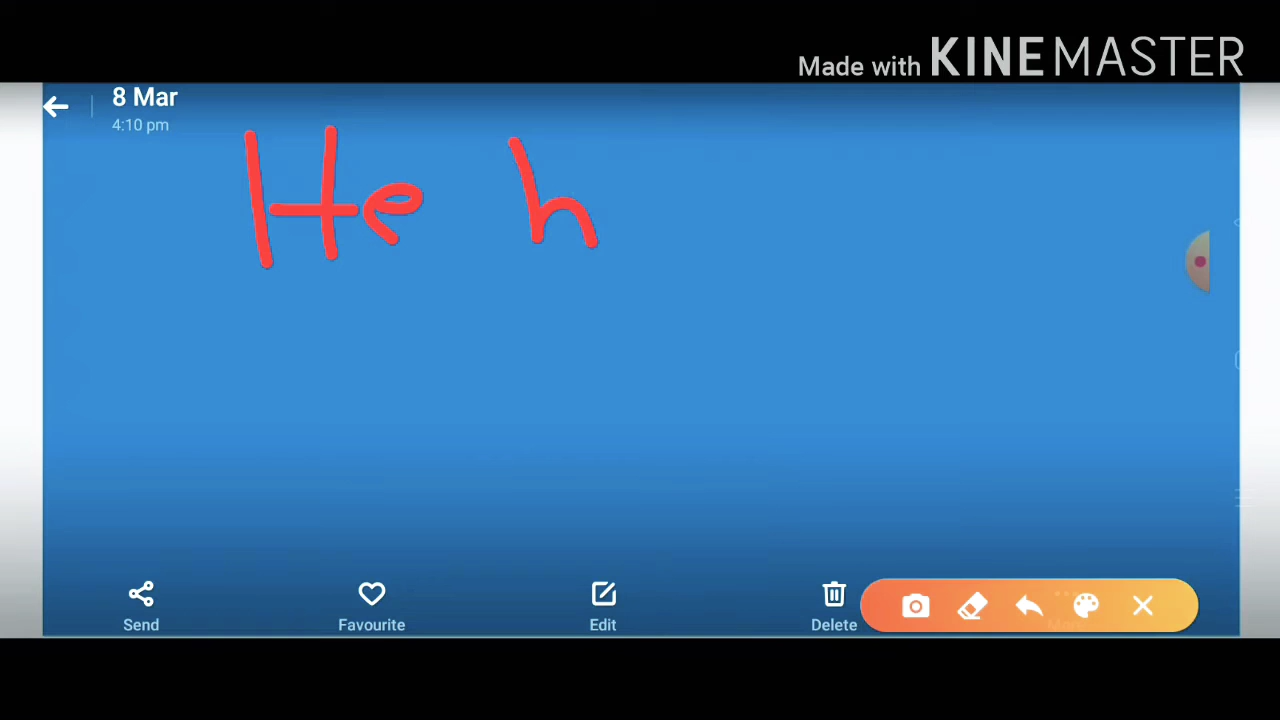 Made with KINEMASTER
8 Mar
4:10 pm
He h
Send
Favourite
Edit
Delete